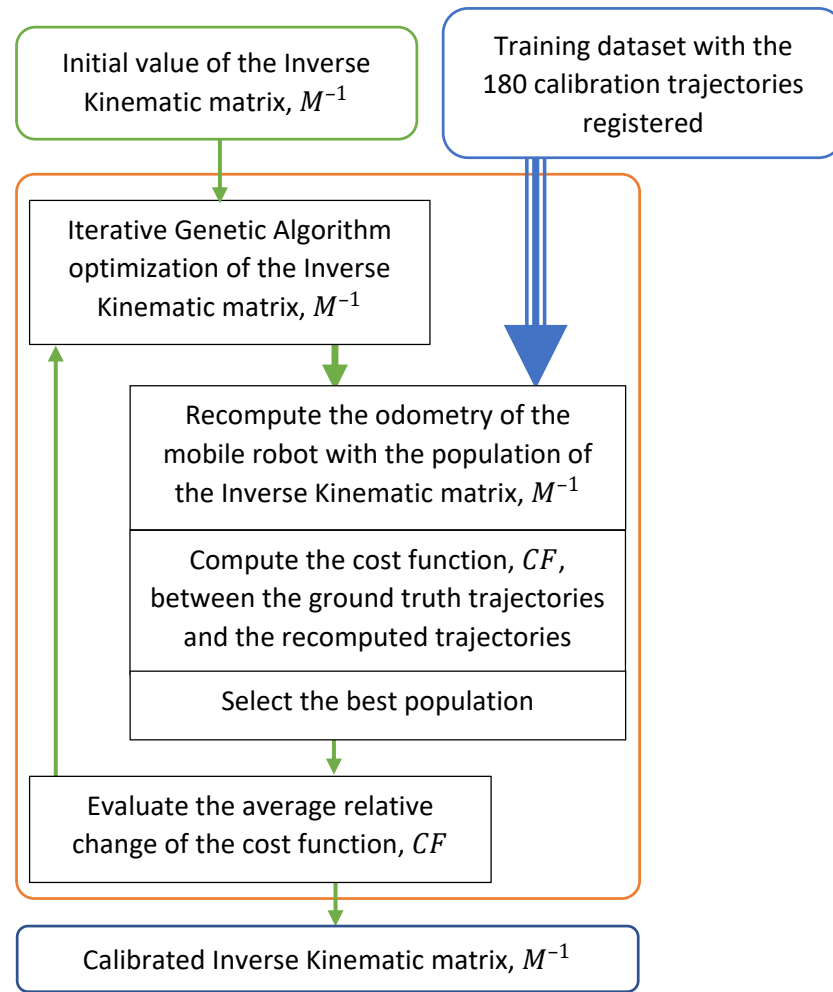 Initial value of the Inverse
Kinematic matrix, $M^{-1}$
Training dataset with the
180 calibration trajectories
registered
Iterative Genetic Algorithm
optimization of the Inverse
Kinematic matrix, $M^{-1}$
Recompute the odometry of the
mobile robot with the population of
the Inverse Kinematic matrix, $M^{-1}$
Compute the cost function, $CF$,
between the ground truth trajectories
and the recomputed trajectories
Select the best population
Evaluate the average relative
change of the cost function, $CF$
Calibrated Inverse Kinematic matrix, $M^{-1}$